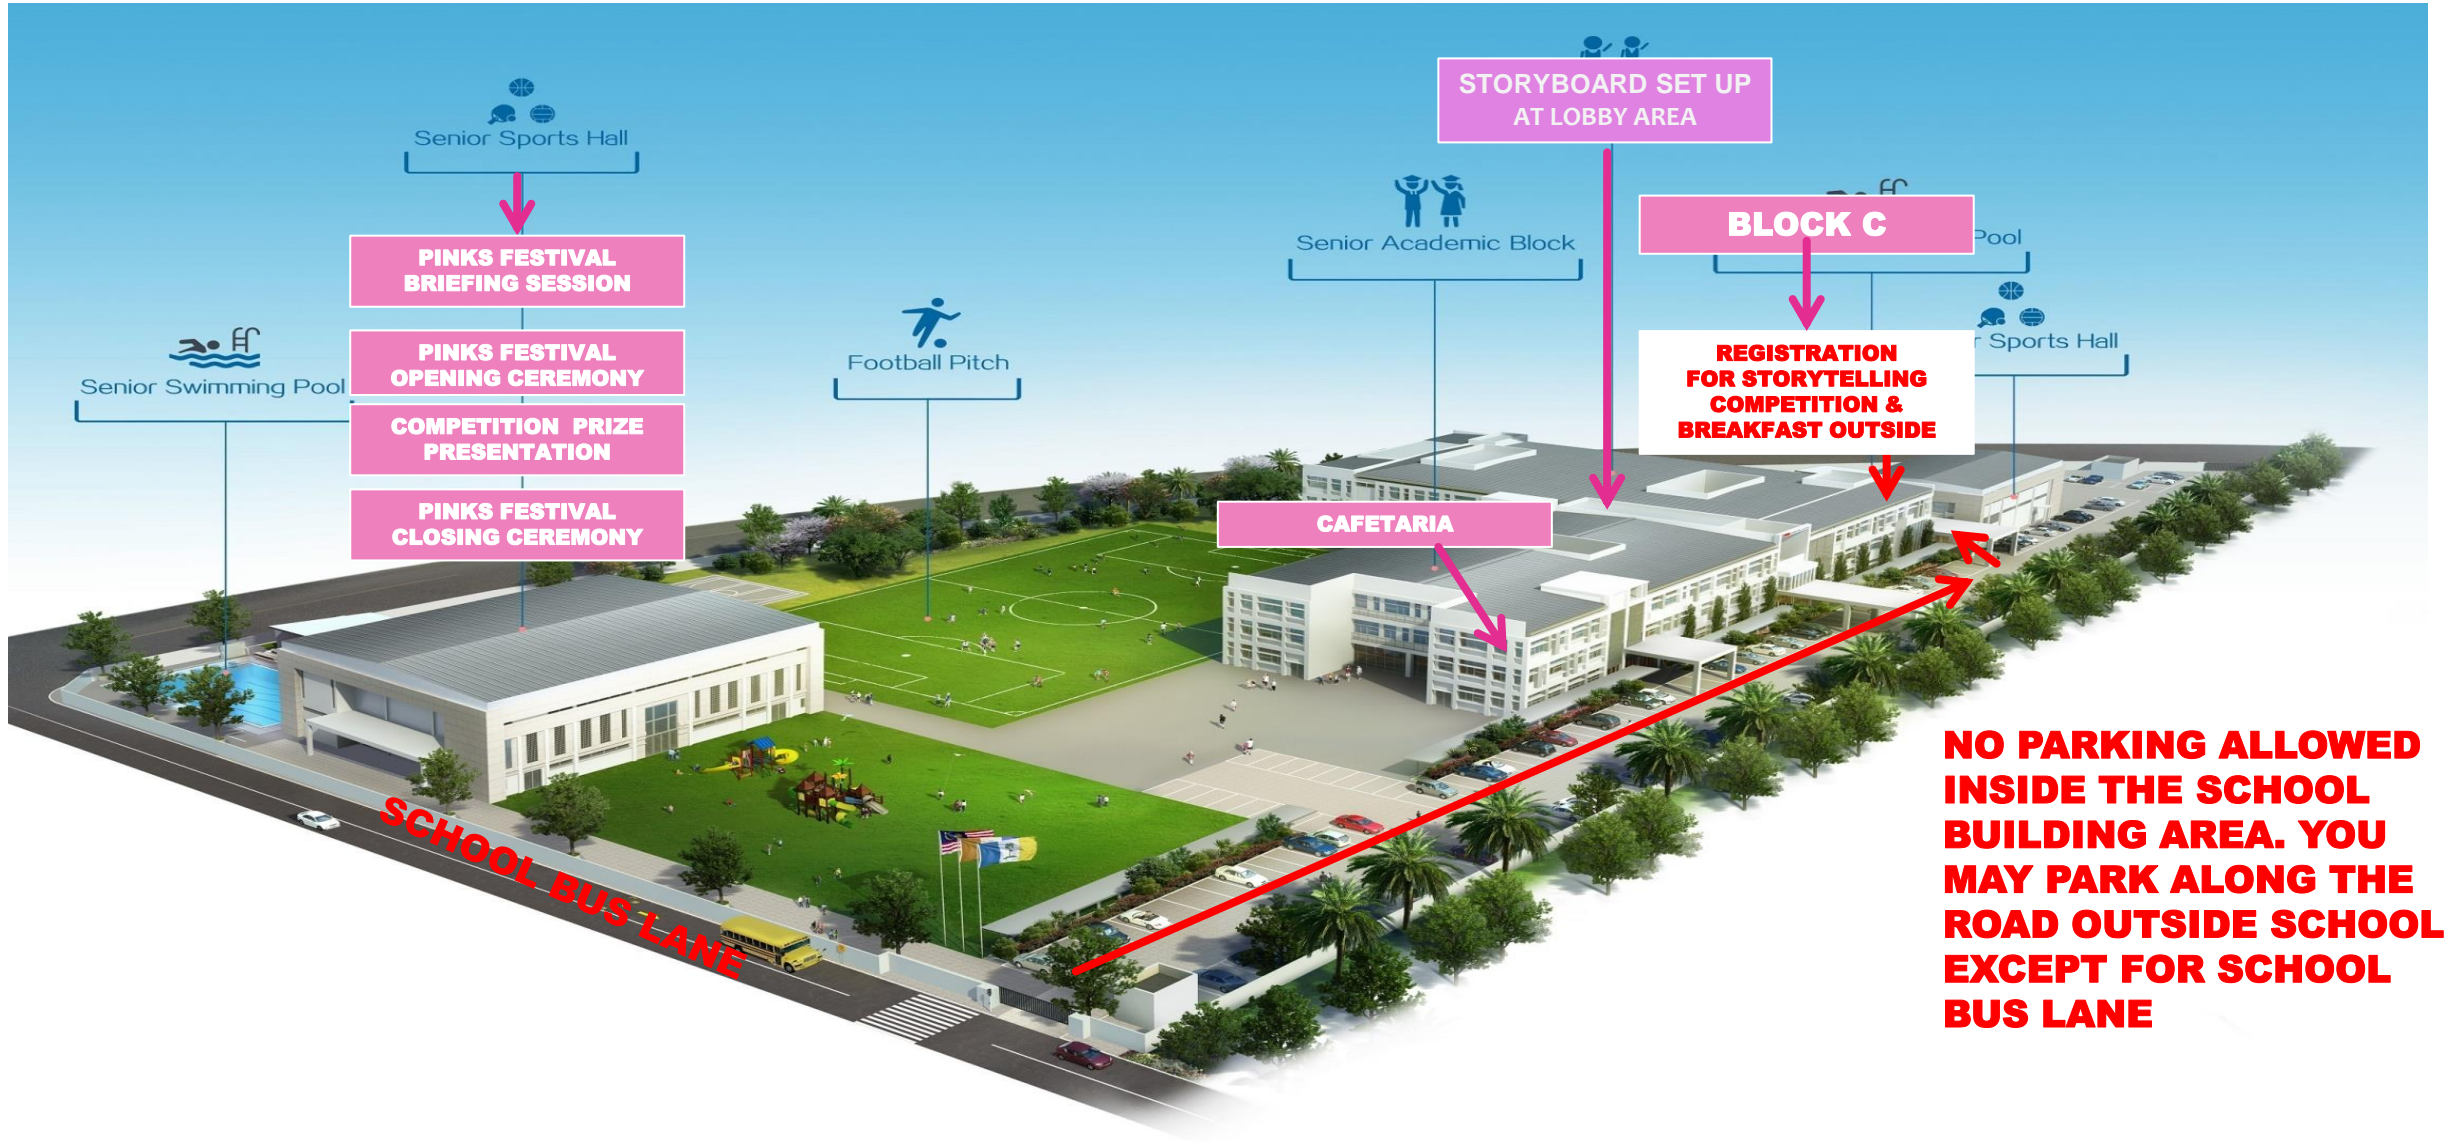 Senior Sports Hall
PINKS FESTIVAL
BRIEFING SESSION
PINKS FESTIVAL
OPENING CEREMONY
COMPETITION PRIZE
PRESENTATION
PINKS FESTIVAL
CLOSING CEREMONY
Senior Swimming Pool
Football Pitch
Senior Academic Block
STORYBOARD SET UP
AT LOBBY AREA
BLOCK C
Pool
REGISTRATION
FOR STORYTELLING
COMPETITION &
BREAKFAST OUTSIDE
Sports Hall
CAFETARIA
SCHOOL BUS LANE
NO PARKING ALLOWED
INSIDE THE SCHOOL
BUILDING AREA. YOU
MAY PARK ALONG THE
ROAD OUTSIDE SCHOOL
EXCEPT FOR SCHOOL
BUS LANE